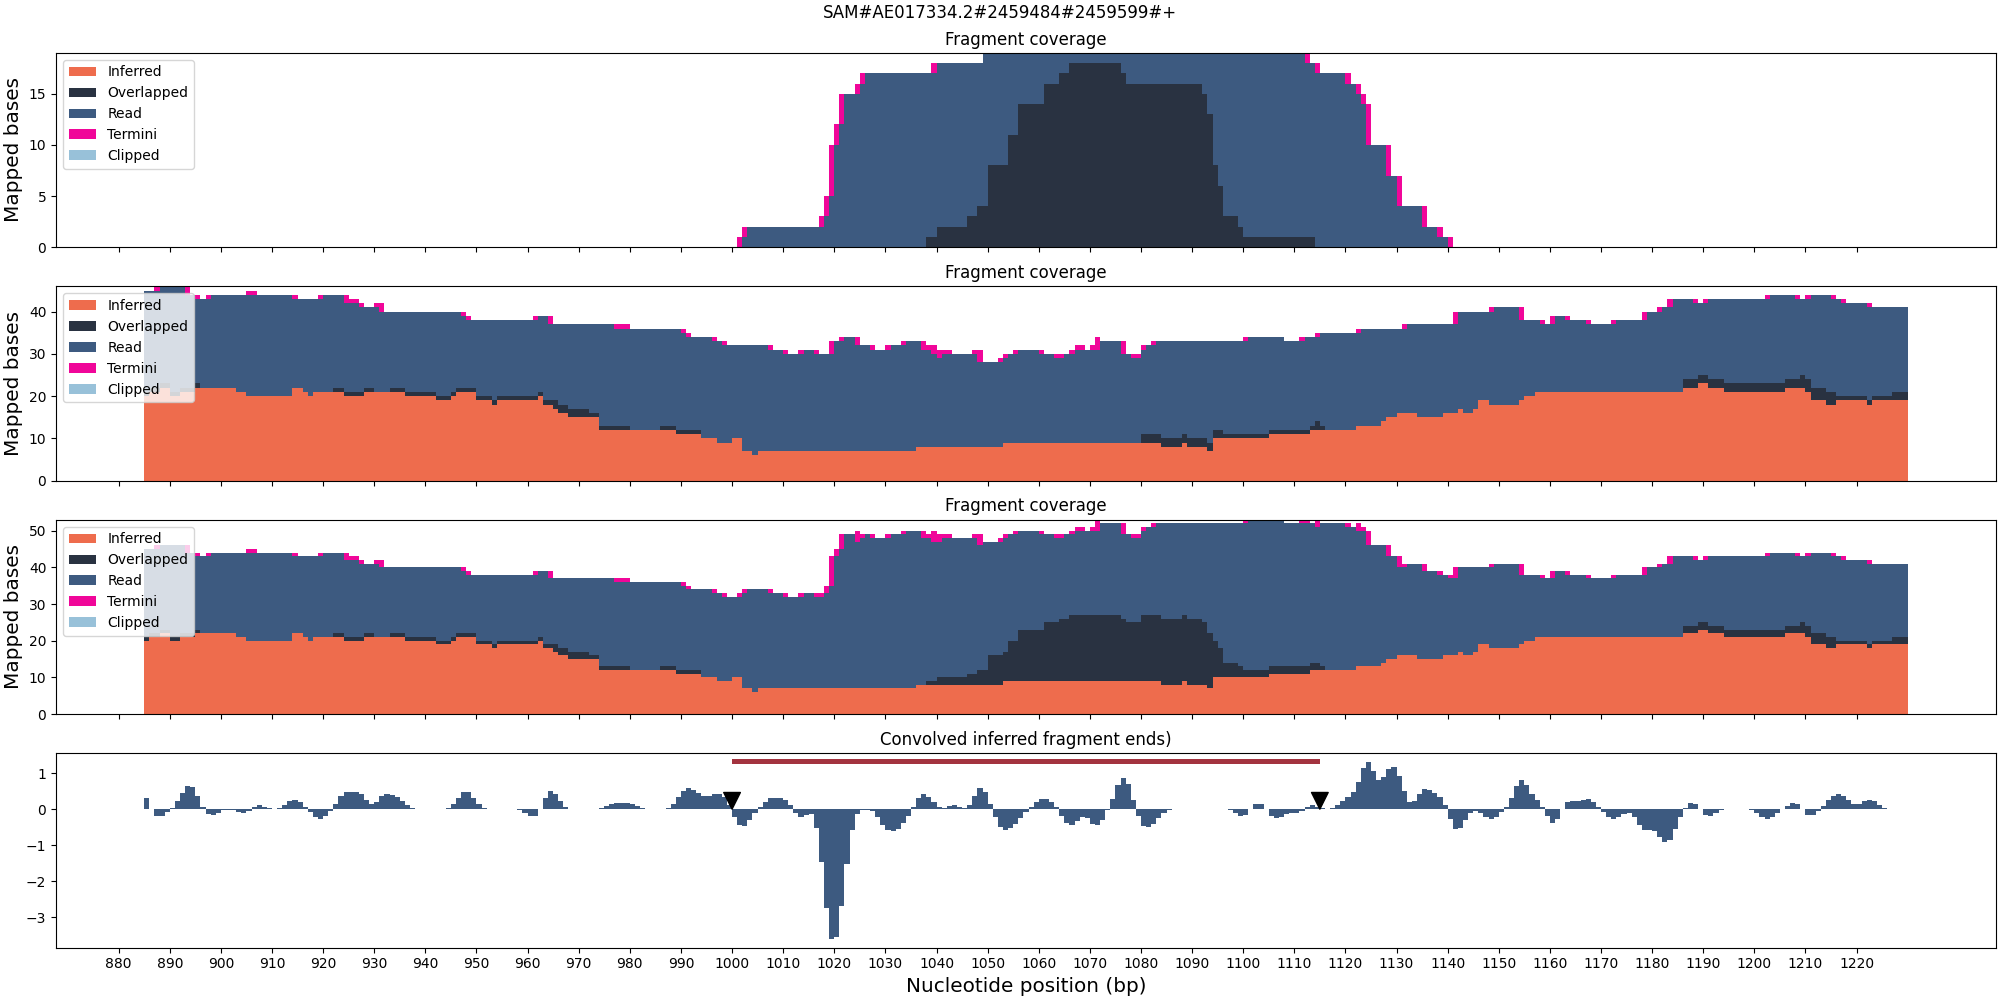 SAM#AE017334.2#2459484#2459599#+
Fragment coverage
Mapped bases
15
10
5
0
Inferred
Overlapped
Read
Termini
Clipped
Fragment coverage
Mapped bases
40
30
20
10
0
Inferred
Overlapped
Read
Termini
Clipped
Fragment coverage
Mapped bases
50
40
30
20
10
0
Inferred
Overlapped
Read
Termini
Clipped
Convolved inferred fragment ends)
1
0
−1
−2
−3
880 890 900 910 920 930 940 950 960 970 980 990 1000 1010 1020 1030 1040 1050 1060 1070 1080 1090 1100 1110 1120 1130 1140 1150 1160 1170 1180 1190 1200 1210 1220
Nucleotide position (bp)